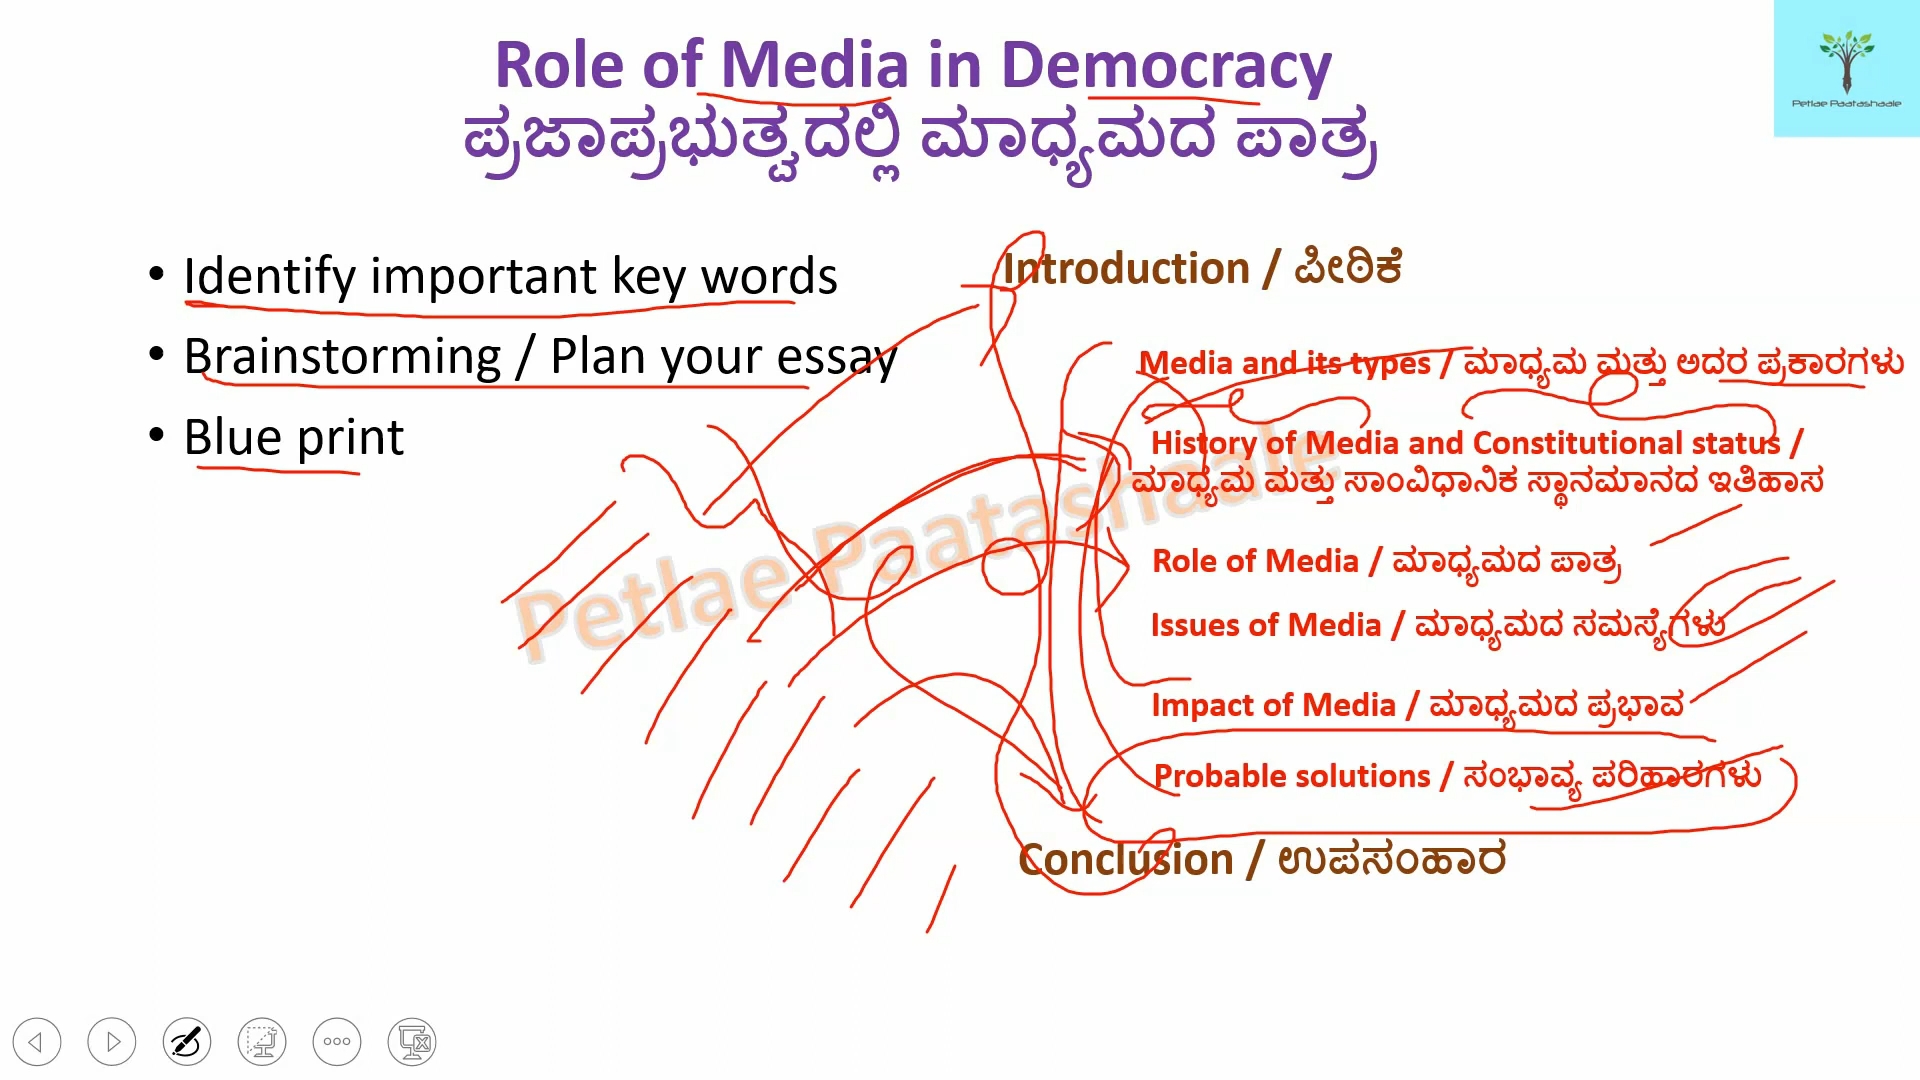 Role of Media in Democracy
ಪ್ರಜಾಪ್ರಭುತ್ವದಲ್ಲಿ ಮಾಧ್ಯಮದ ಪಾತ್ರ
Petlae Paatashaale
• Identify important key words
• Brainstorming / Plan your essay
• Blue print
Introduction / ಪೀಠಿಕೆ
Media and its types / ಮಾಧ್ಯಮ ಮತ್ತು ಅದರ ಪ್ರಕಾರಗಳು
History of Media and Constitutional status /
ಮಾಧ್ಯಮ ಮತ್ತು ಸಾಂವಿಧಾನಿಕ ಸ್ಥಾನಮಾನದ ಇತಿಹಾಸ
Role of Media / ಮಾಧ್ಯಮದ ಪಾತ್ರ
Issues of Media / ಮಾಧ್ಯಮದ ಸಮಸ್ಯೆಗಳು
Impact of Media / ಮಾಧ್ಯಮದ ಪ್ರಭಾವ
Probable solutions / ಸಂಭಾವ್ಯ ಪರಿಹಾರಗಳು
Conclusion / ಉಪಸಂಹಾರ
Petlae Paatashaale